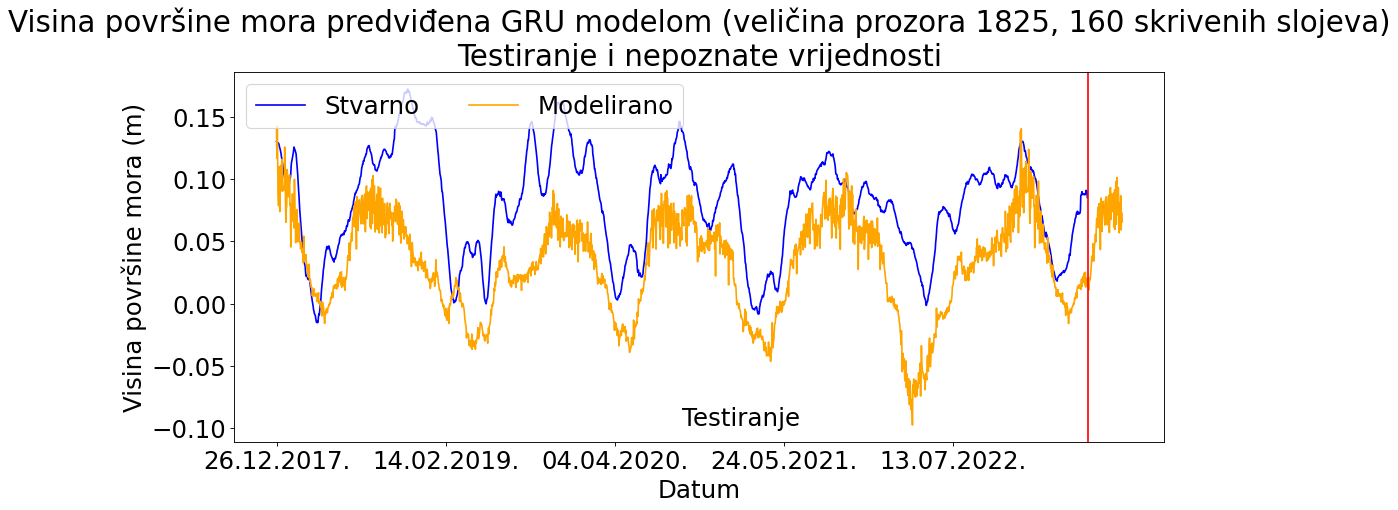 Visina površine mora predviđena GRU modelom (veličina prozora 1825, 160 skrivenih slojeva)
Testiranje i nepoznate vrijednosti
Stvarno Modelirano
Visina površine mora (m)
0.15
0.10
0.05
0.00
−0.05
−0.10
Testiranje
26.12.2017. 14.02.2019. 04.04.2020. 24.05.2021. 13.07.2022.
Datum